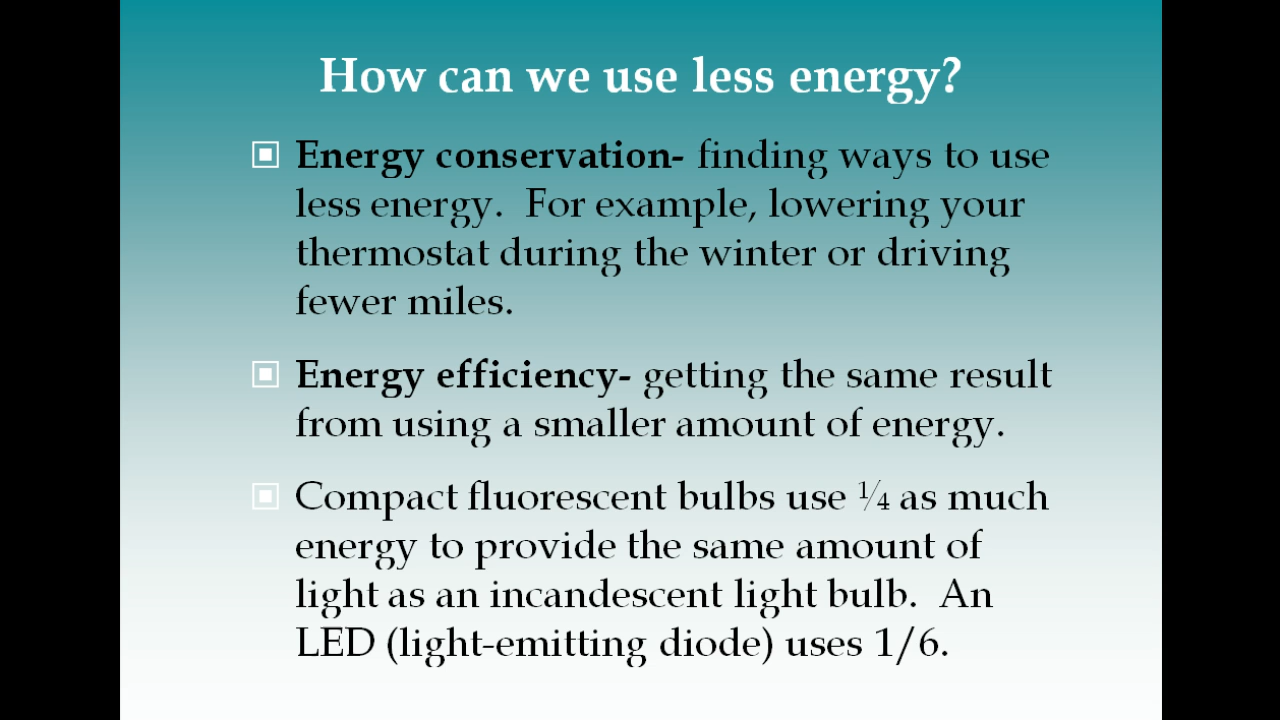 How can we use less energy?
Energy conservation- finding ways to use
less energy.  For example, lowering your
thermostat during the winter or driving
fewer miles.
Energy efficiency- getting the same result
from using a smaller amount of energy.
Compact fluorescent bulbs use ¼ as much
energy to provide the same amount of
light as an incandescent light bulb.  An
LED (light-emitting diode) uses 1/6.